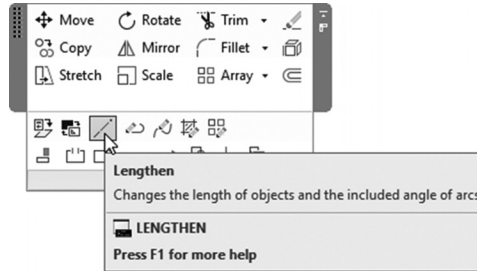 Move Rotate Trim
Copy Mirror Fillet
Stretch Scale Array
Lengthen
Changes the length of objects and the included angle of arcs
LENGTHEN
Press F1 for more help